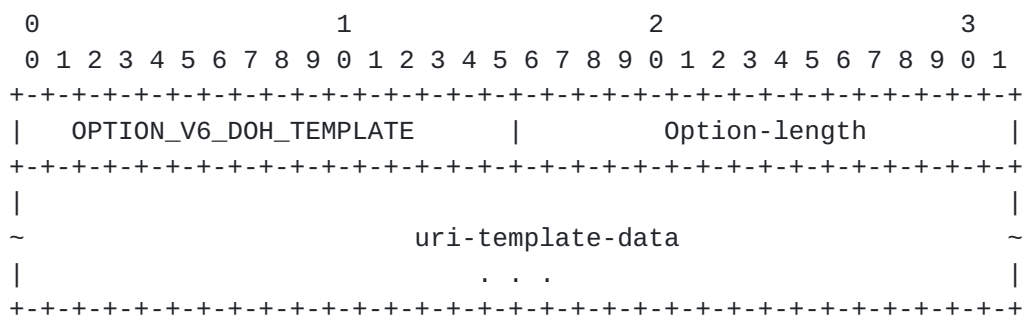 0                   1                   2                   3
 0 1 2 3 4 5 6 7 8 9 0 1 2 3 4 5 6 7 8 9 0 1 2 3 4 5 6 7 8 9 0 1
+-+-+-+-+-+-+-+-+-+-+-+-+-+-+-+-+-+-+-+-+-+-+-+-+-+-+-+-+-+-+-+-+
|   OPTION_V6_DOH_TEMPLATE      |         Option-length         |
+-+-+-+-+-+-+-+-+-+-+-+-+-+-+-+-+-+-+-+-+-+-+-+-+-+-+-+-+-+-+-+-+
|                                                               |
~                         uri-template-data                     ~
|                             . . .                             |
+-+-+-+-+-+-+-+-+-+-+-+-+-+-+-+-+-+-+-+-+-+-+-+-+-+-+-+-+-+-+-+-+